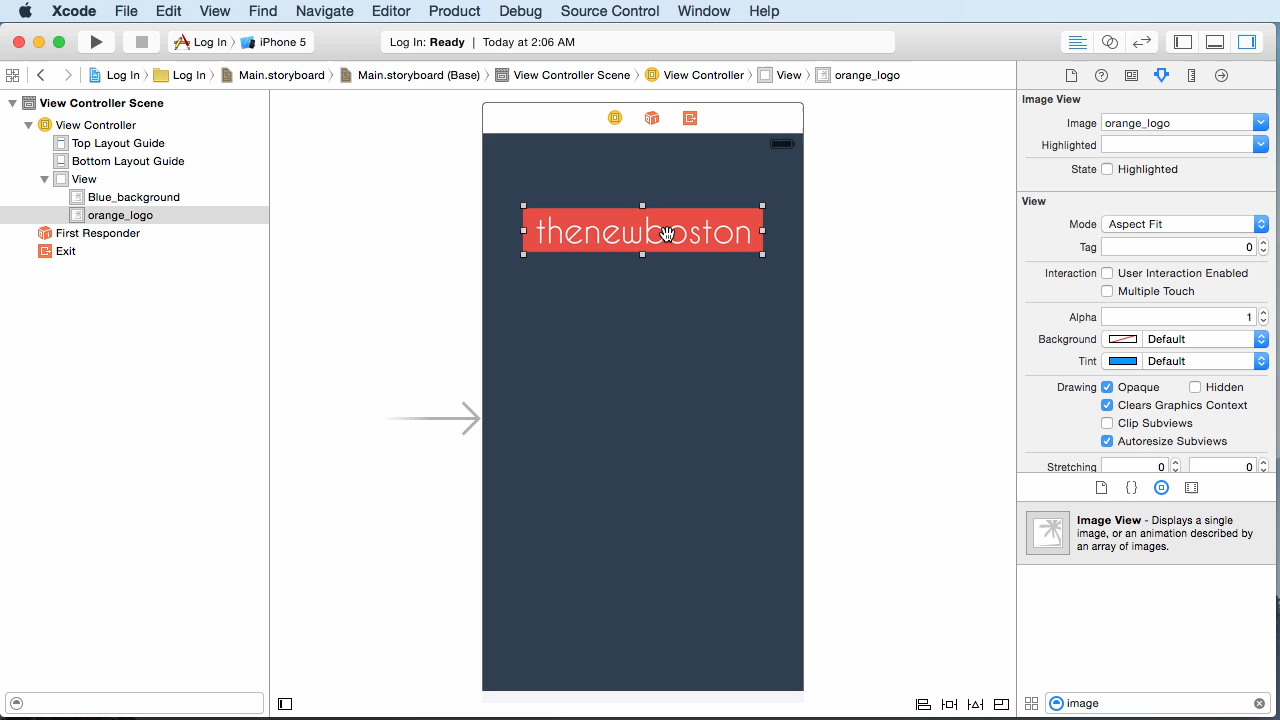 Xcode File Edit View Find Navigate Editor Product Debug Source Control Window Help
Log In iPhone 5 Log In: Ready | Today at 2:06 AM
Log In Log In Main.storyboard Main.storyboard (Base) View Controller Scene View Controller View orange_logo
View Controller Scene
View Controller
Top Layout Guide
Bottom Layout Guide
View
Blue_background
orange_logo
First Responder
Exit
thenewboston
Image View
Image orange_logo
Highlighted
State Highlighted
View
Mode Aspect Fit
Tag 0
Interaction User Interaction Enabled
Multiple Touch
Alpha 1
Background Default
Tint Default
Drawing Opaque Hidden
Clears Graphics Context
Clip Subviews
Autoresize Subviews
Stretching 0 0
{}
Image View - Displays a single
image, or an animation described by
an array of images.
image